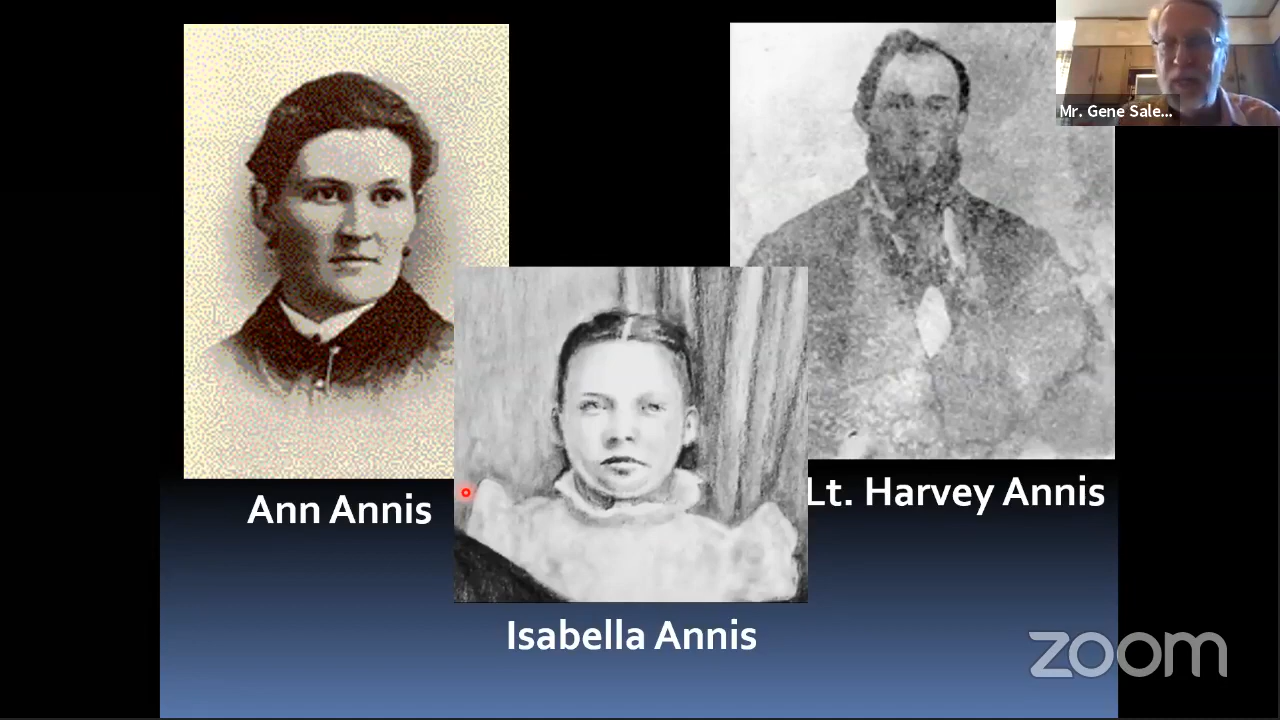 Mr. Gene Sale...
Ann Annis
Lt. Harvey Annis
Isabella Annis
zoom